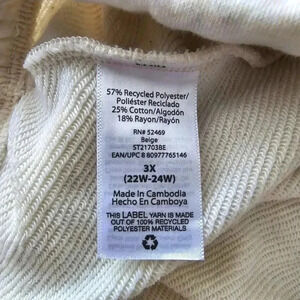 57% Recycled Polyester/
Poliéster Reciclado
25% Cotton/Algodón
18% Rayon/Rayón
RN# 52469
Beige
5T21703BE
EAN/UPC 8 80977765146
3X
(22W-24W)
Made In Cambodia
Hecho En Camboya
THIS LABEL YARN IS MADE
OUT OF 100% RECYCLED
POLYESTER MATERIALS